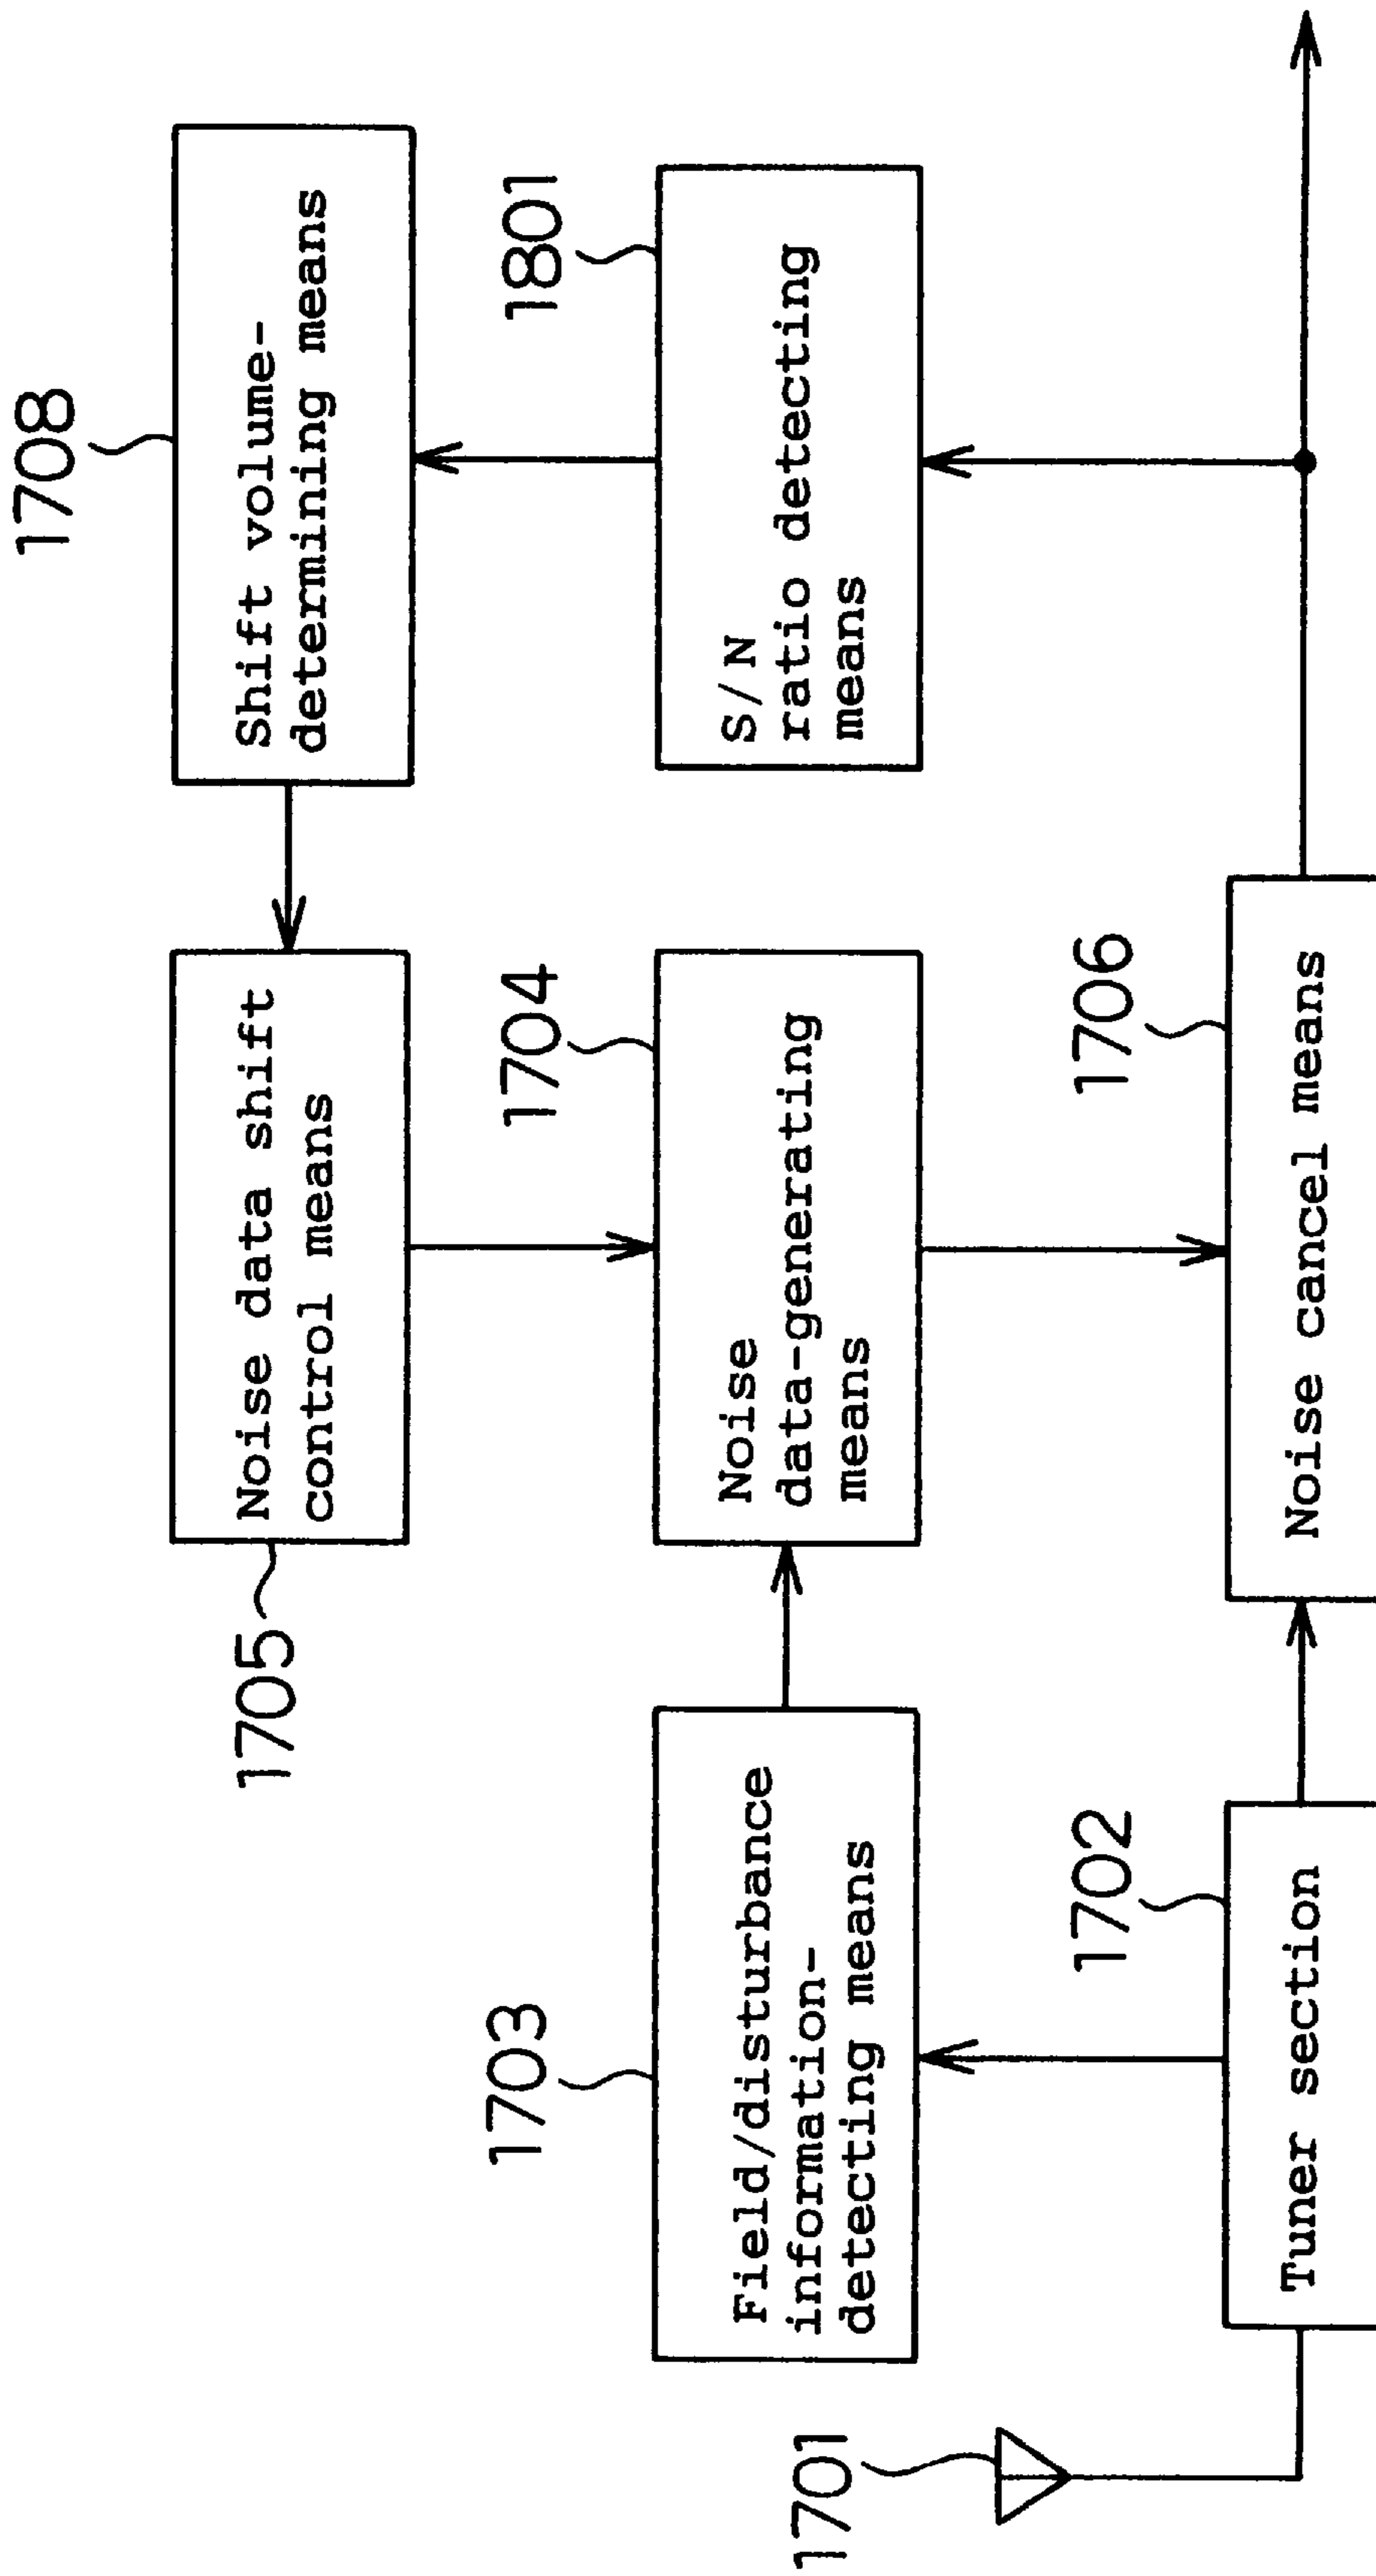 1708
Noise data shift
control means
Shift volume-
determining means
1705
1703
1704
1801
Field/disturbance
information-
detecting means
Noise
data-generating
means
S/N
ratio detecting
means
1701
1702
1706
Tuner section
Noise cancel means